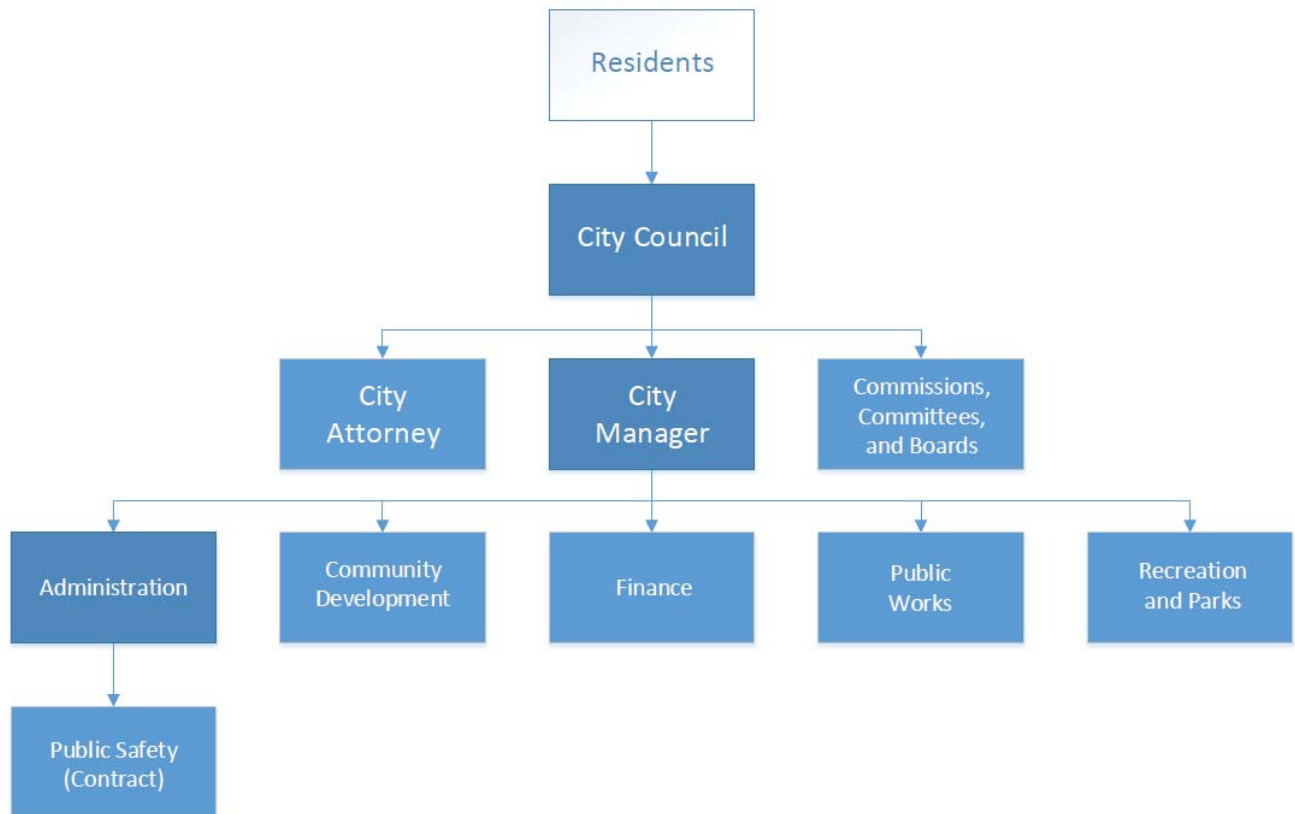 Residents
City Council
City
Attorney
City
Manager
Commissions,
Committees,
and Boards
Administration
Community
Development
Finance
Public
Works
Recreation
and Parks
Public Safety
(Contract)